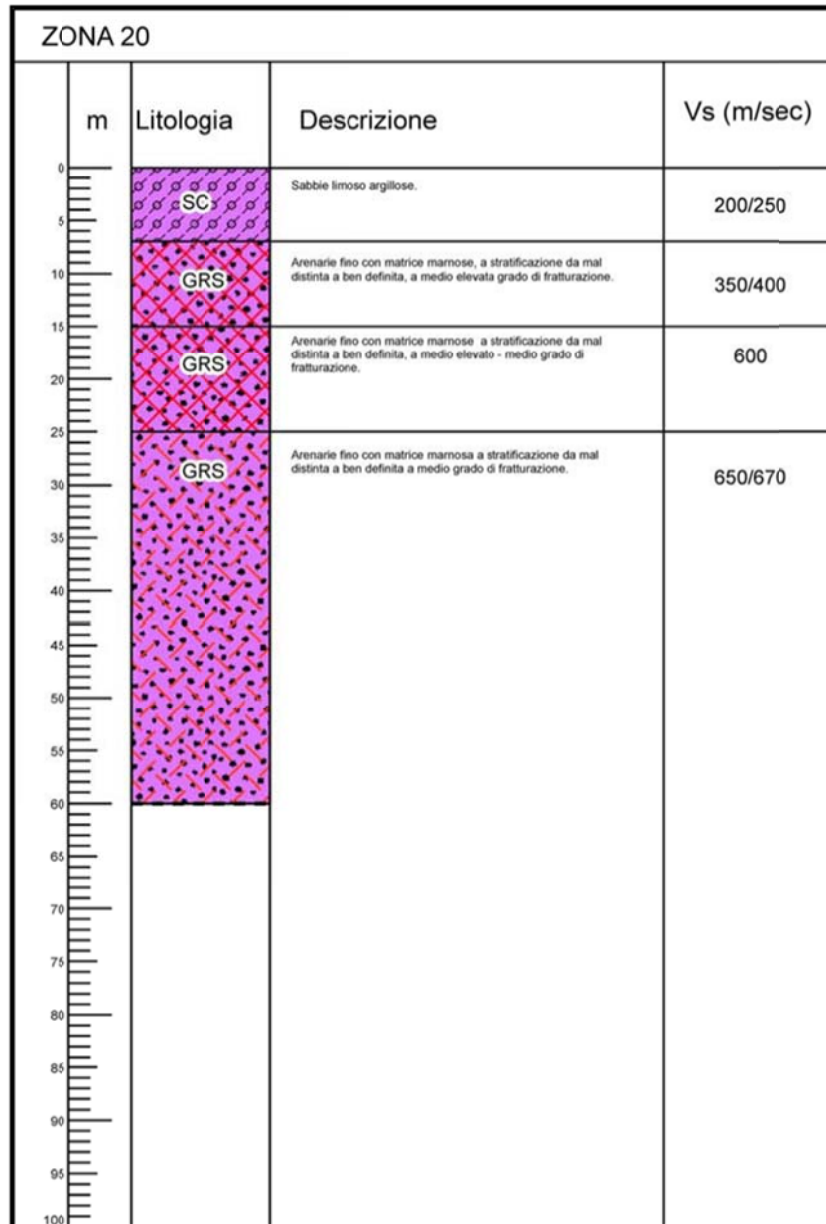 ZONA 20
m
Litologia
Descrizione
Vs (m/sec)
0
5
10
15
20
25
30
35
40
45
50
55
60
65
70
75
80
85
90
95
100
SC
Sabbie limoso argillose.
200/250
GRS
Arenarie fino con matrice marnose, a stratificazione da mal
distinta a ben definita, a medio elevata grado di fratturazione.
350/400
GRS
Arenarie fino con matrice marnose a stratificazione da mal
distinta a ben definita, a medio elevato - medio grado di
fratturazione.
600
GRS
Arenarie fino con matrice marnosa a stratificazione da mal
distinta a ben definita a medio grado di fratturazione.
650/670